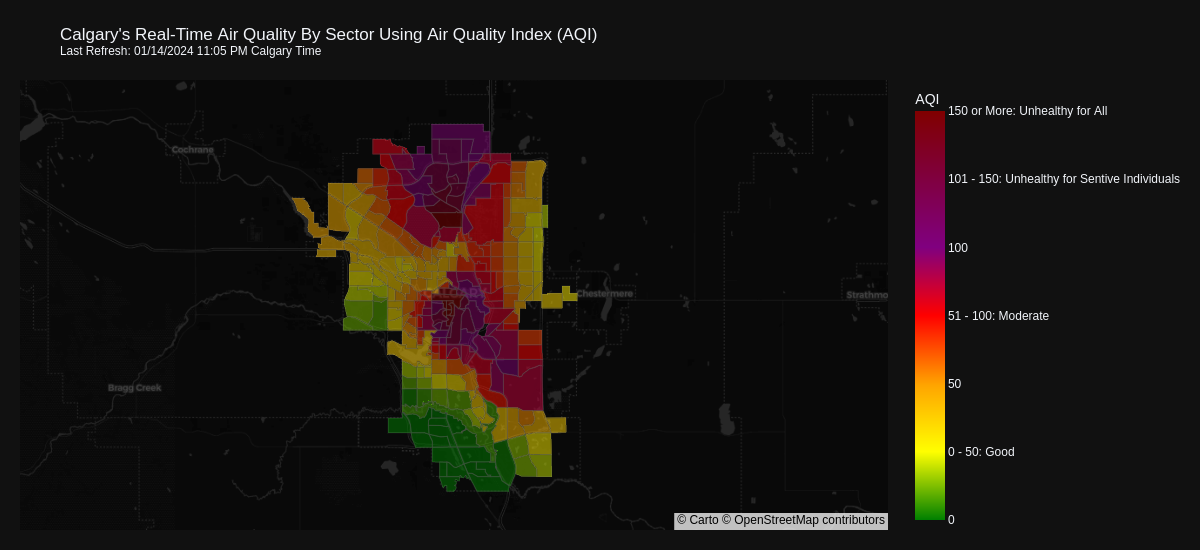 Calgary's Real-Time Air Quality By Sector Using Air Quality Index (AQI)
Last Refresh: 01/14/2024 11:05 PM Calgary Time
AQI
150 or More: Unhealthy for All
Cochrane
101 - 150: Unhealthy for Sentive Individuals
100
Chestermere
Strathmo
51 - 100: Moderate
50
Bragg Creek
0 - 50: Good
© Carto © OpenStreetMap contributors
0